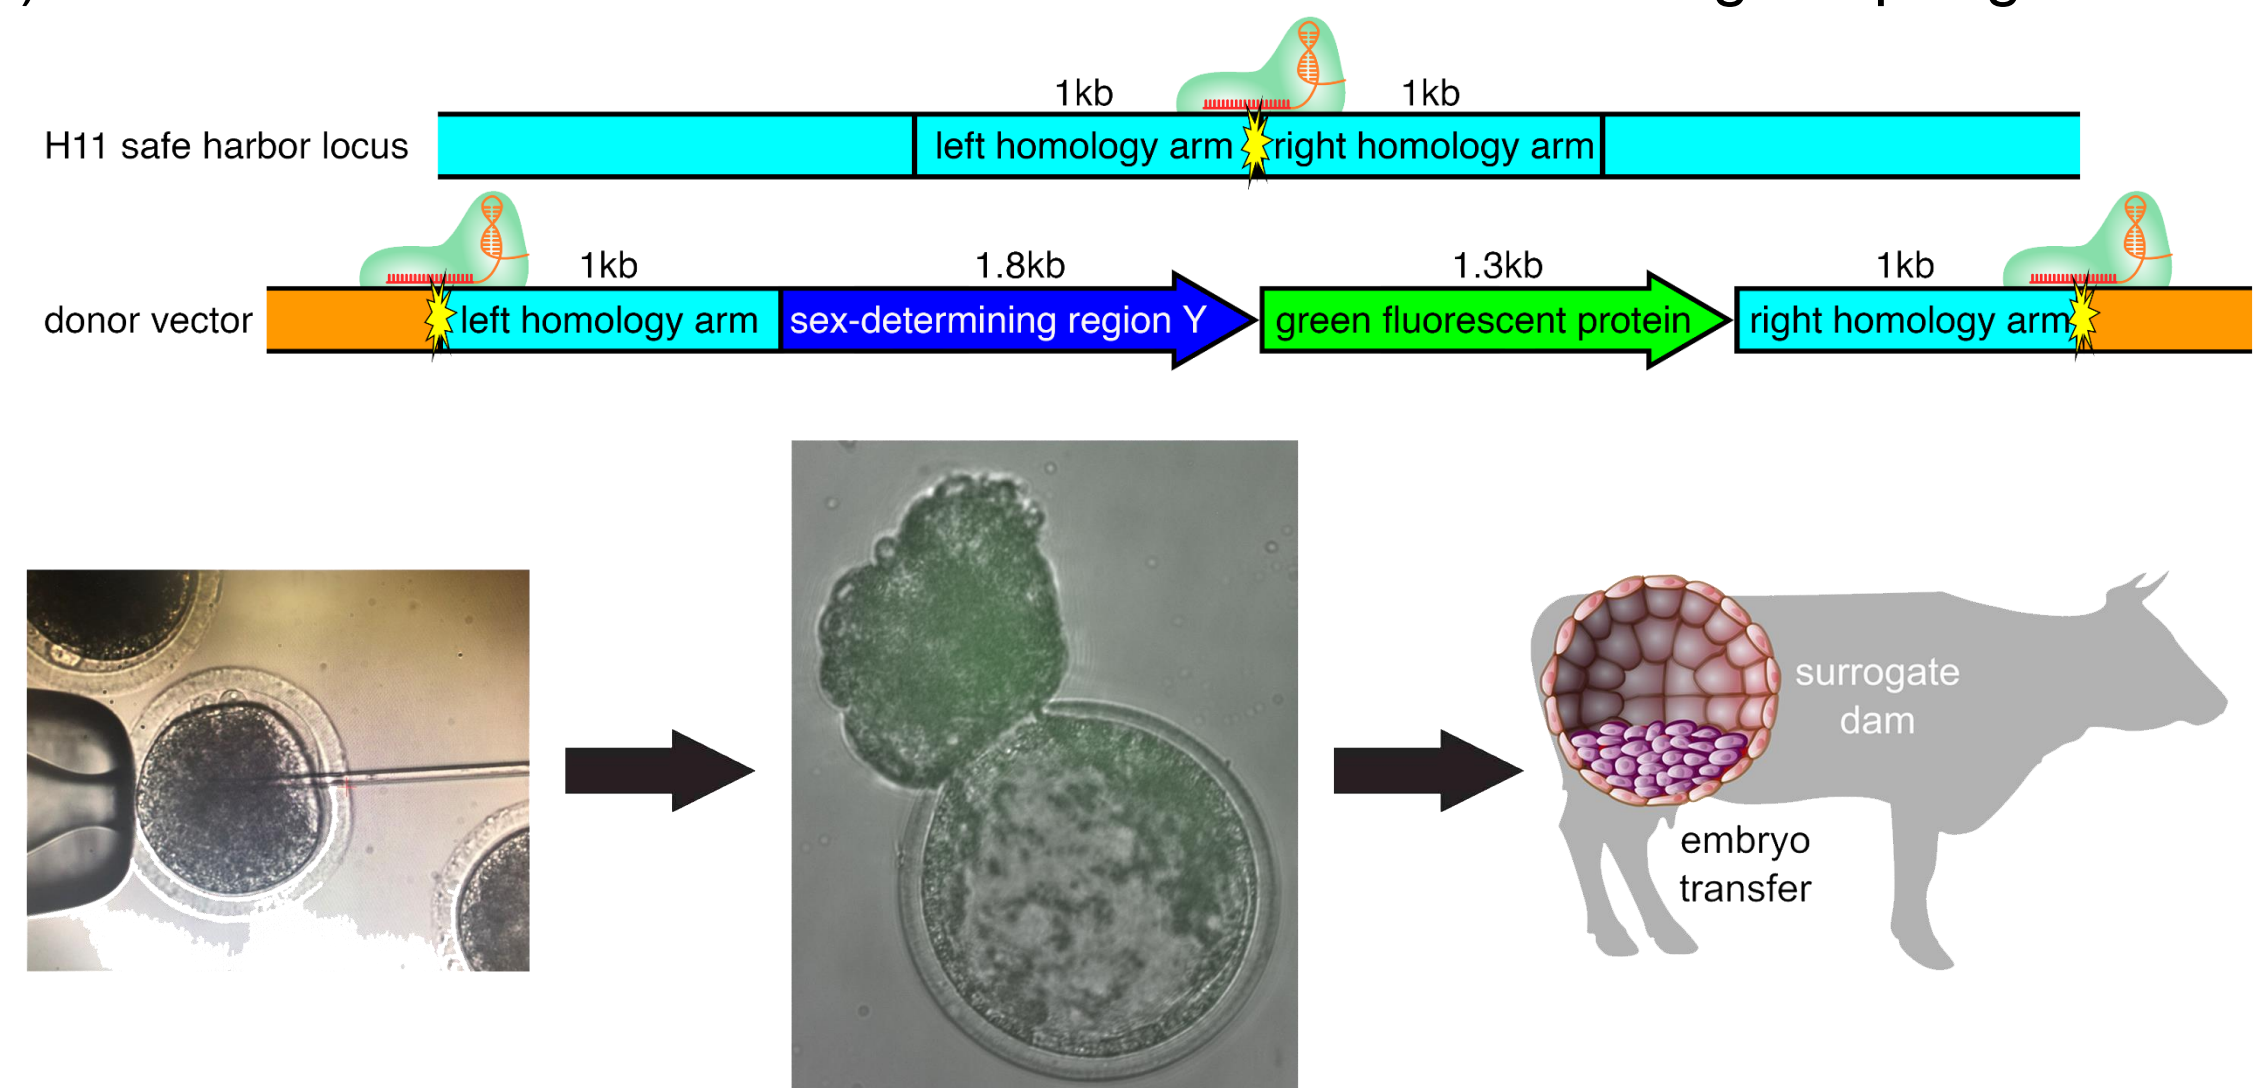 1kb
1kb
H11 safe harbor locus
left homology arm
right homology arm
1kb
1.8kb
1.3kb
1kb
donor vector
left homology arm
sex-determining region Y
green fluorescent protein
right homology arm
surrogate
dam
embryo
transfer